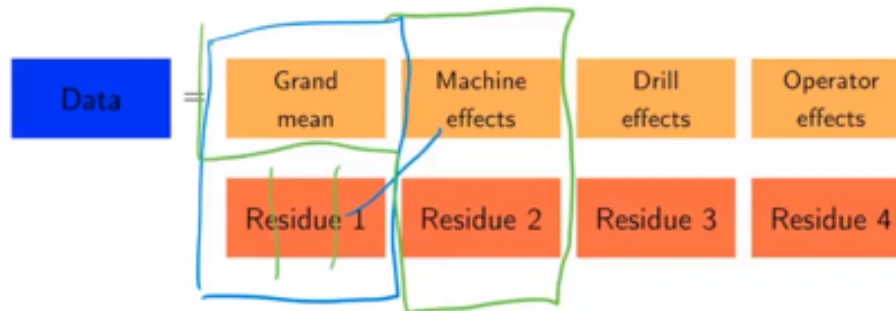 Data
=
Grand
mean
Machine
effects
Drill
effects
Operator
effects
Residue 1
Residue 2
Residue 3
Residue 4